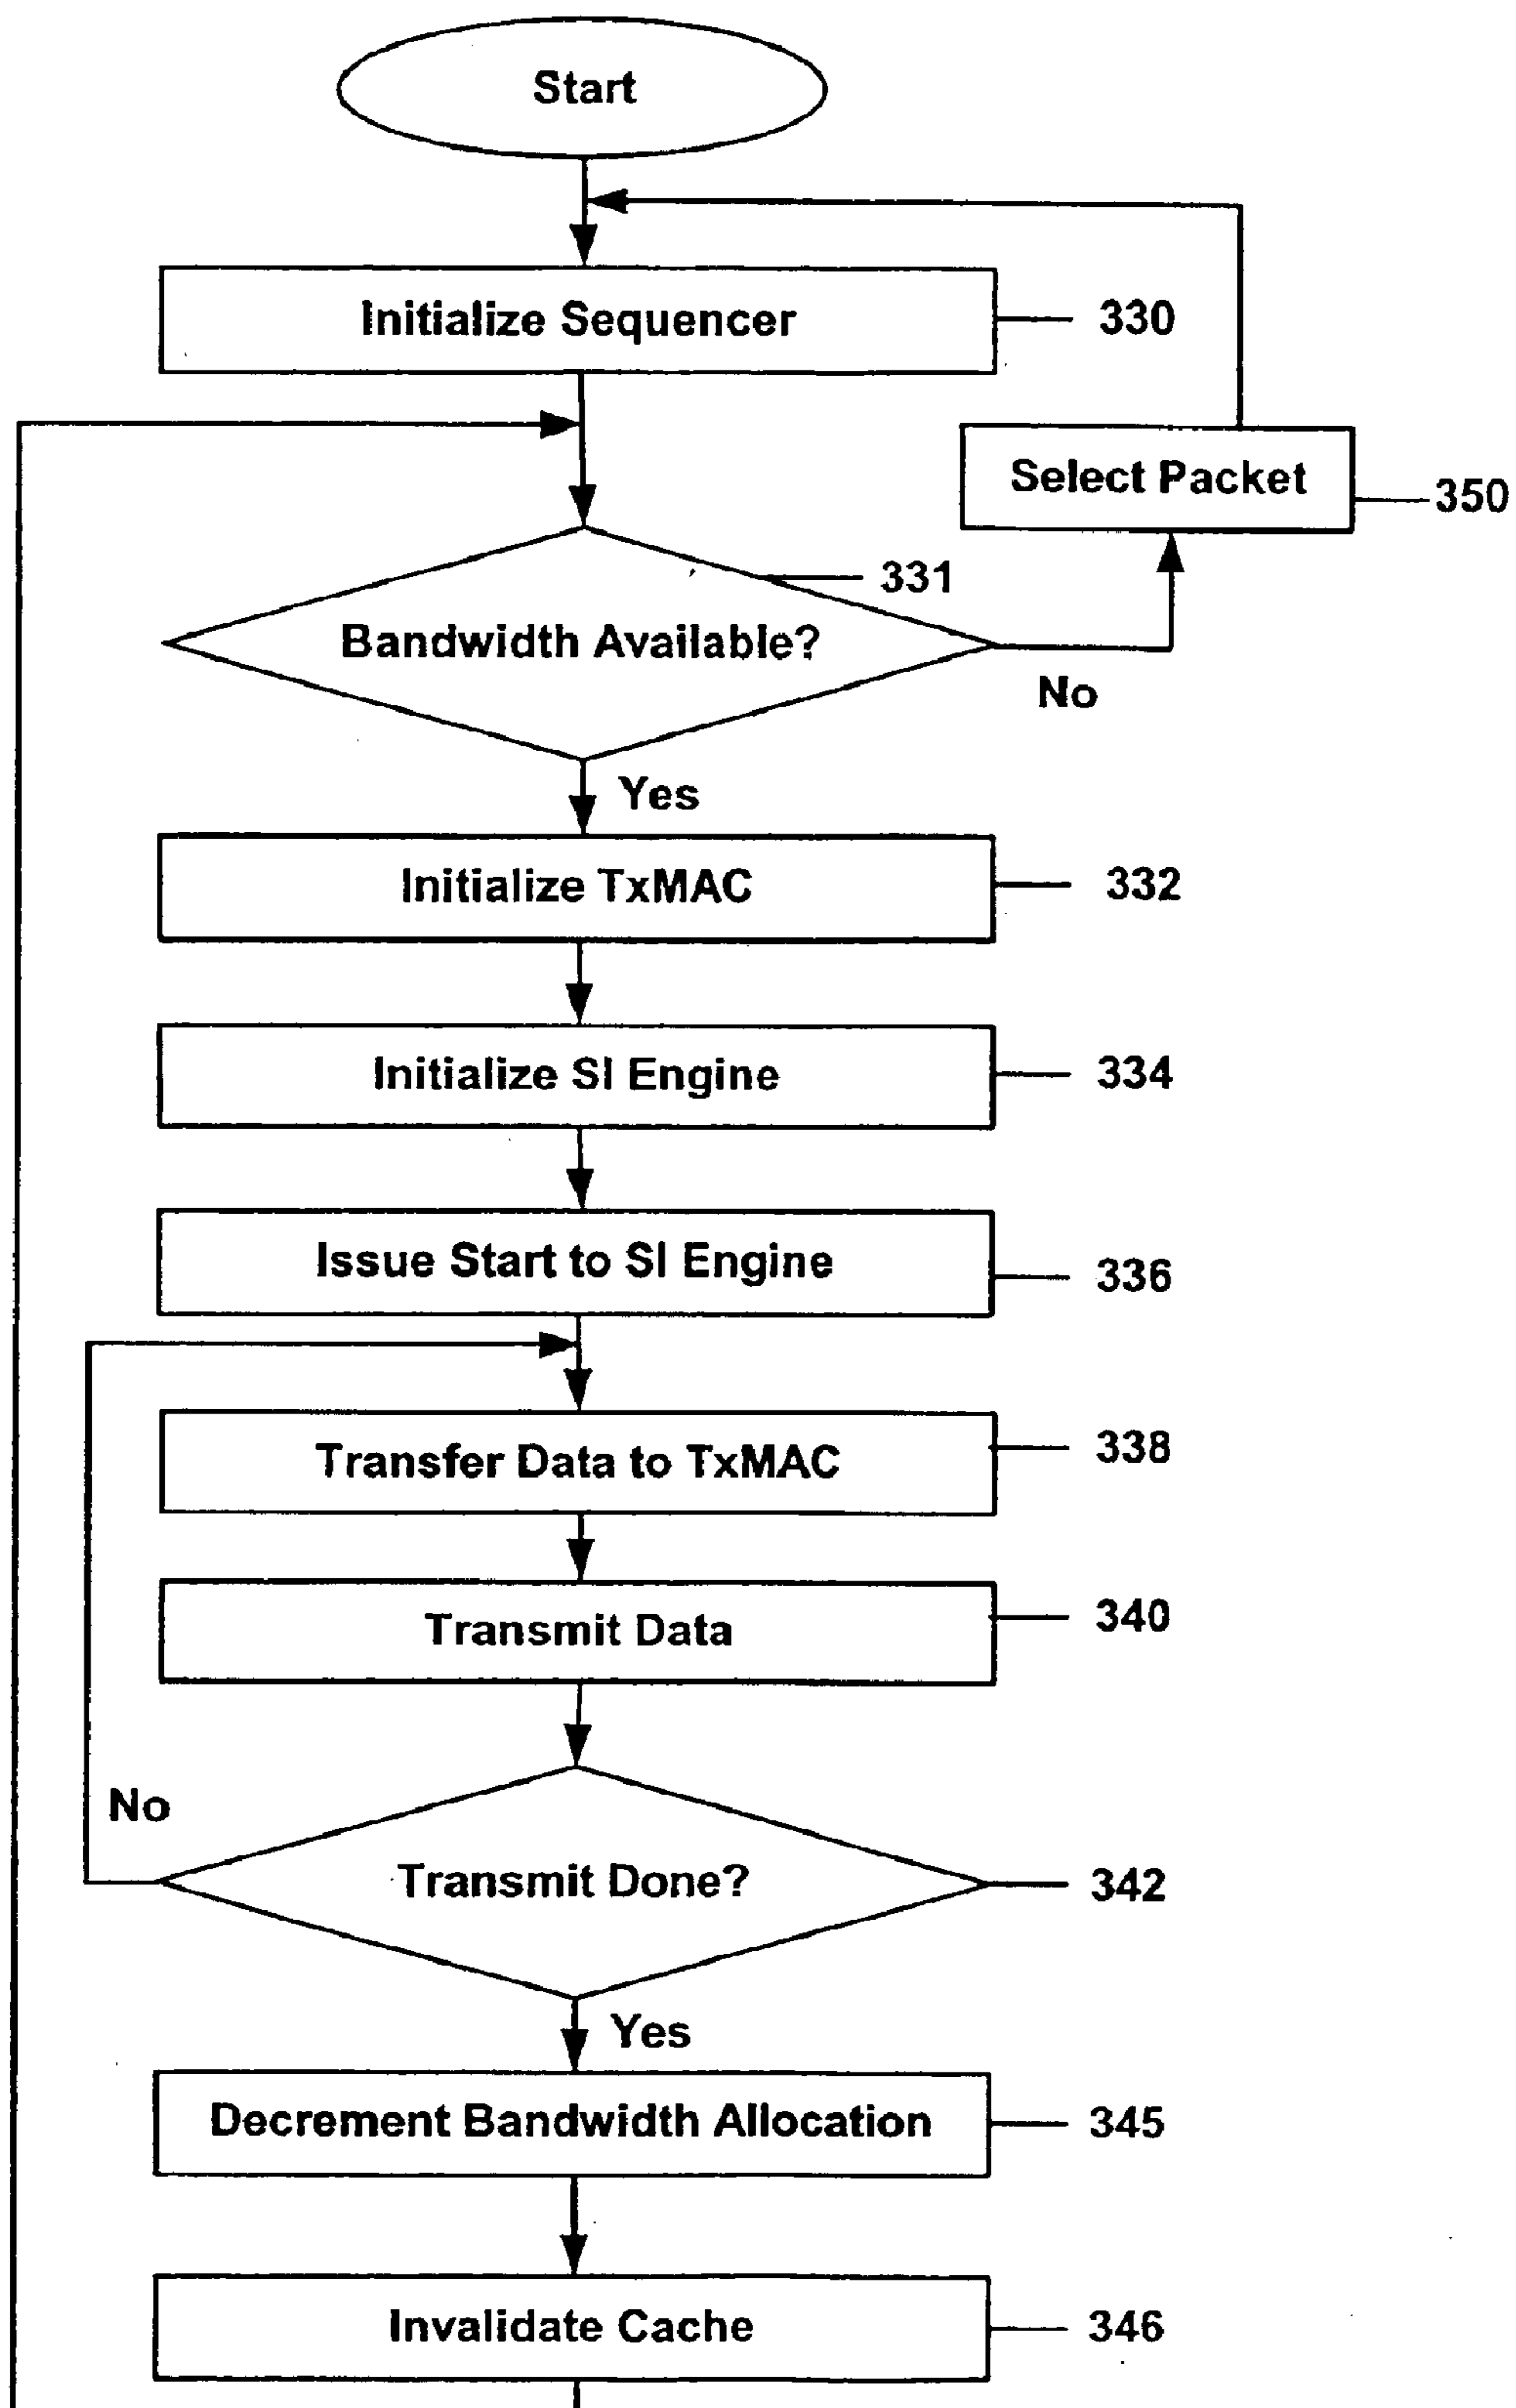 Start
Initialize Sequencer
330
Select Packet
350
331
Bandwidth Available?
No
Yes
Initialize TxMAC
332
Initialize SI Engine
334
Issue Start to SI Engine
336
Transfer Data to TxMAC
338
Transmit Data
340
No
Transmit Done?
342
Yes
Decrement Bandwidth Allocation
345
Invalidate Cache
346